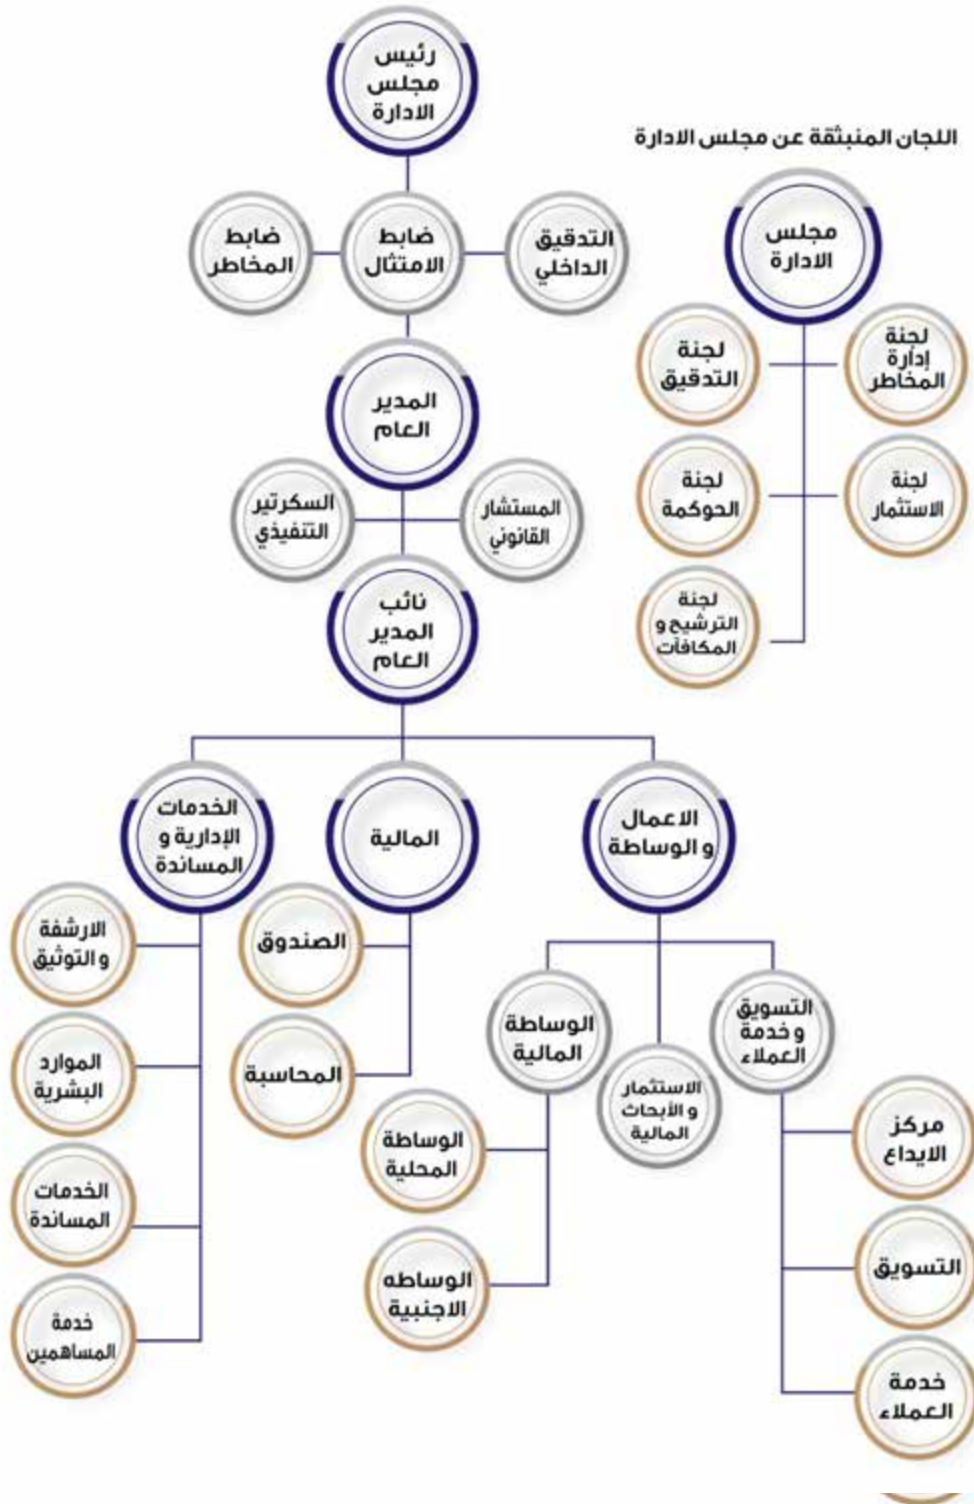 رئيس
مجلس
الادارة
اللجان المنبثقة عن مجلس الادارة
التدقيق
الداخلي
ضابط
الامتثال
ضابط
المخاطر
مجلس
الادارة
لجنة
إدارة
المخاطر
لجنة
التدقيق
لجنة
الاستثمار
لجنة
الحوكمة
لجنة
الترشيح و
المكافآت
المدير
العام
المستشار
القانوني
السكرتير
التنفيذي
نائب
المدير
العام
الاعمال
و الوساطة
المالية
الخدمات
الإدارية و
المساندة
التسويق
و خدمة
العملاء
الاستثمار
و الأبحاث
المالية
الوساطة
المالية
مركز
الايداع
التسويق
خدمة
العملاء
الوساطة
المحلية
الوساطه
الاجنبية
الصندوق
المحاسبة
الارشفة
و التوثيق
الموارد
البشرية
الخدمات
المساندة
خدمة
المساهمين